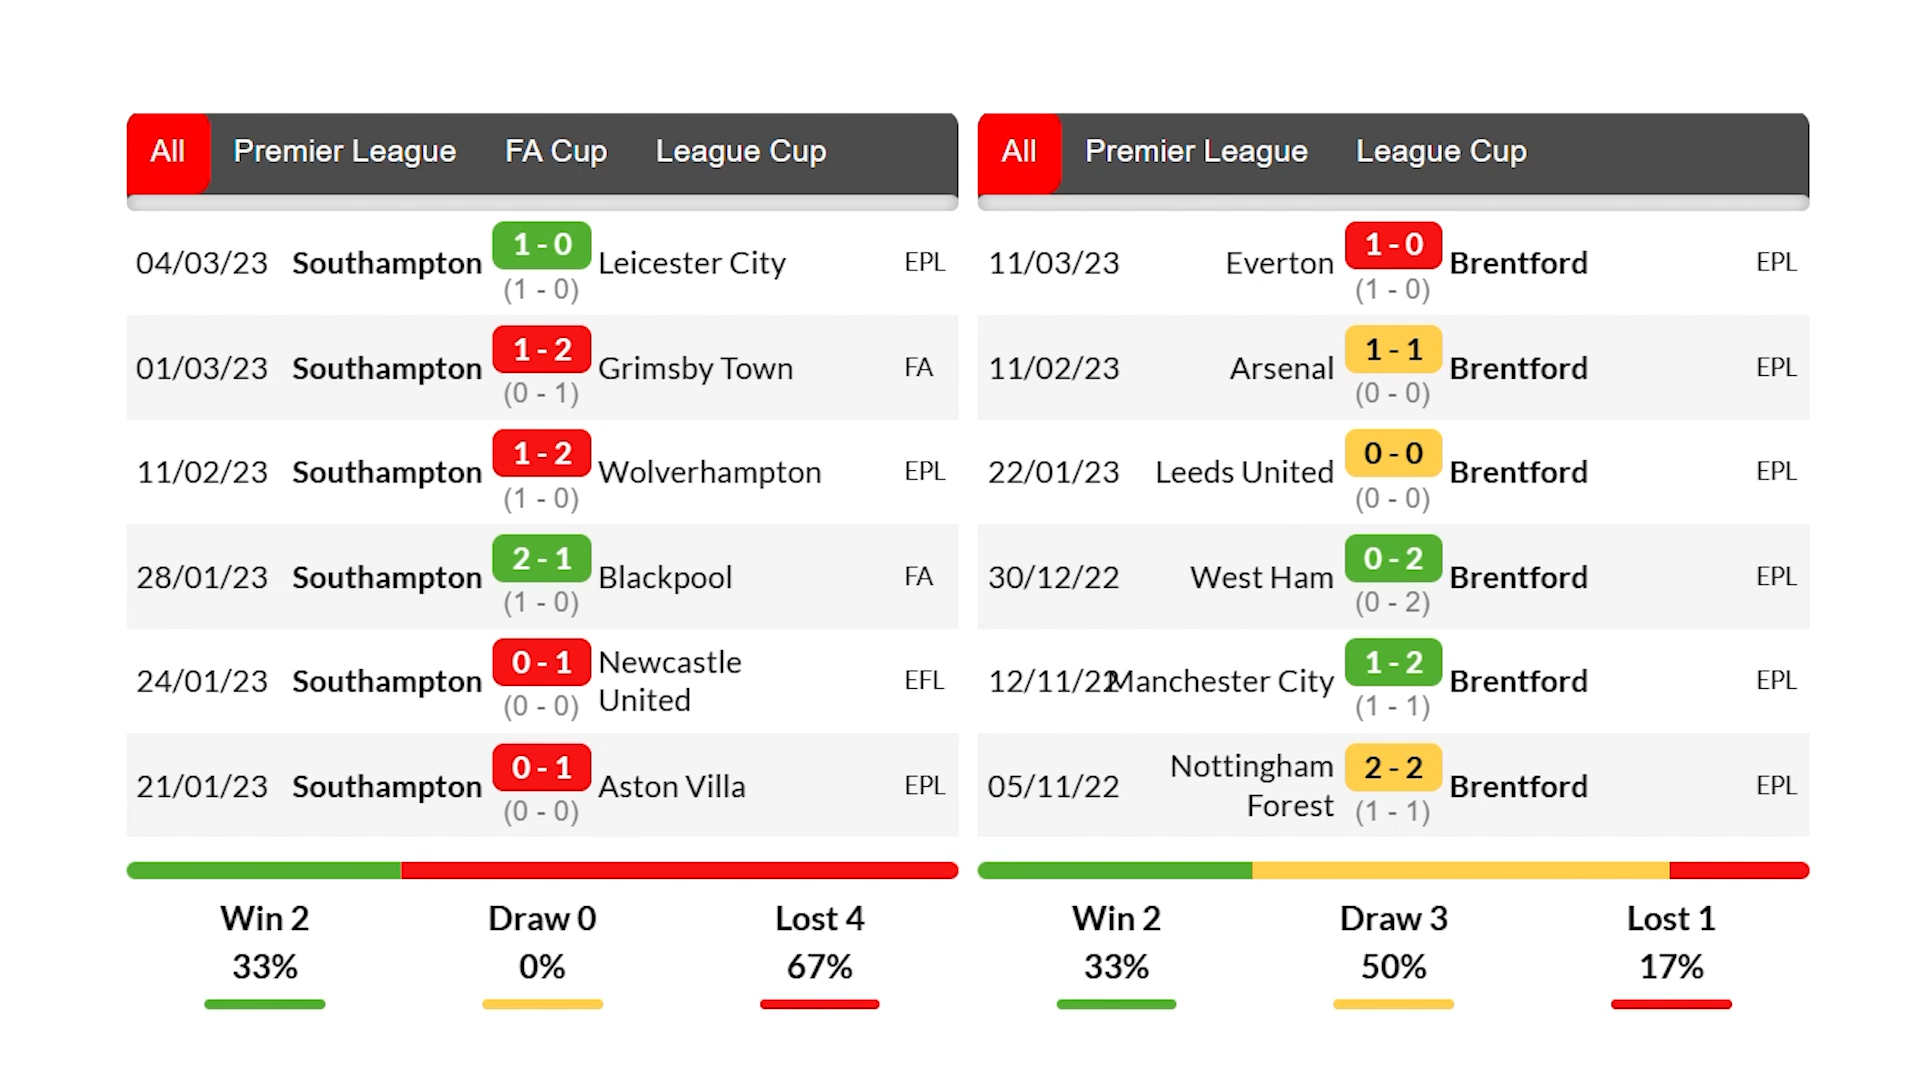 All Premier League FA Cup League Cup
04/03/23 Southampton 1 - 0 Leicester City EPL
(1 - 0)
01/03/23 Southampton 1 - 2 Grimsby Town FA
(0 - 1)
11/02/23 Southampton 1 - 2 Wolverhampton EPL
(1 - 0)
28/01/23 Southampton 2 - 1 Blackpool FA
(1 - 0)
24/01/23 Southampton 0 - 1 Newcastle United EFL
(0 - 0)
21/01/23 Southampton 0 - 1 Aston Villa EPL
(0 - 0)
Win 2 Draw 0 Lost 4
33% 0% 67%
All Premier League League Cup
11/03/23 Everton 1 - 0 Brentford EPL
(1 - 0)
11/02/23 Arsenal 1 - 1 Brentford EPL
(0 - 0)
22/01/23 Leeds United 0 - 0 Brentford EPL
(0 - 0)
30/12/22 West Ham 0 - 2 Brentford EPL
(0 - 2)
12/11/22 Manchester City 1 - 2 Brentford EPL
(1 - 1)
05/11/22 Nottingham Forest 2 - 2 Brentford EPL
(1 - 1)
Win 2 Draw 3 Lost 1
33% 50% 17%